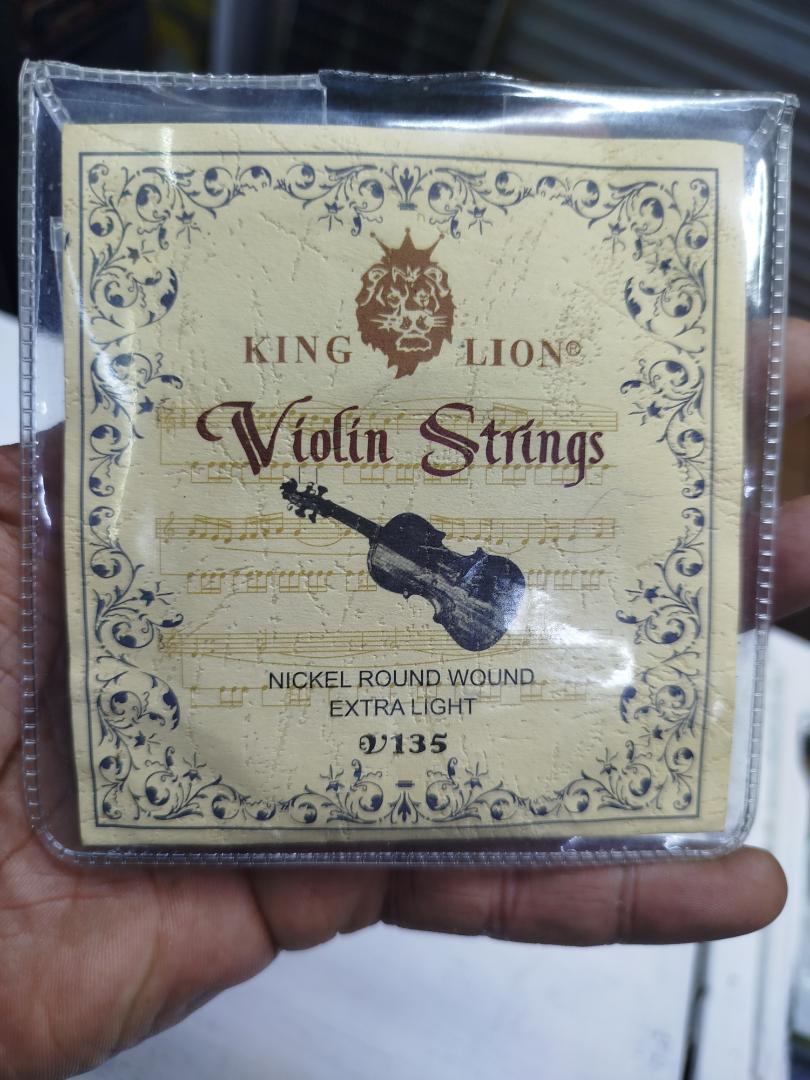 KING LION®
Violin Strings
NICKEL ROUND WOUND
EXTRA LIGHT
V135